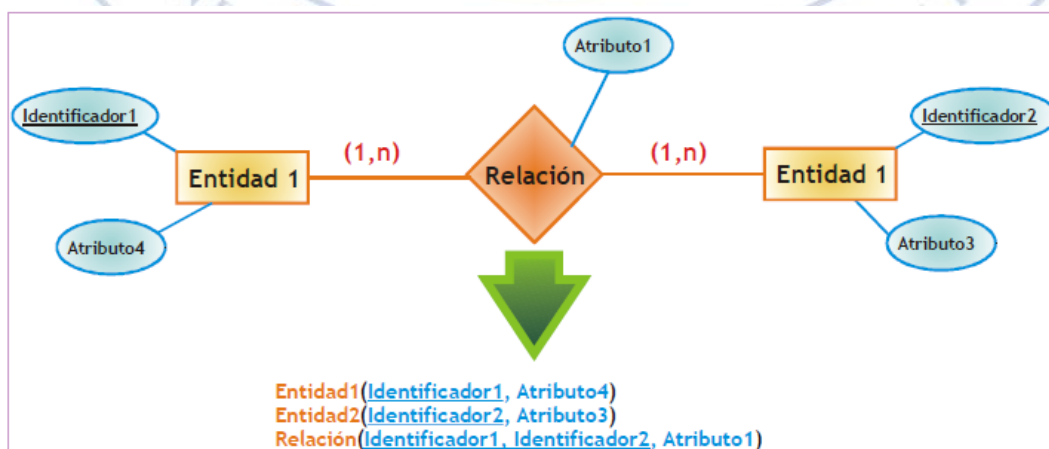 Atributo1
Identificador1
Identificador2
(1,n)
(1,n)
Entidad 1
Relación
Entidad 1
Atributo4
Atributo3
Entidad1(Identificador1, Atributo4)
Entidad2(Identificador2, Atributo3)
Relación(Identificador1, Identificador2, Atributo1)